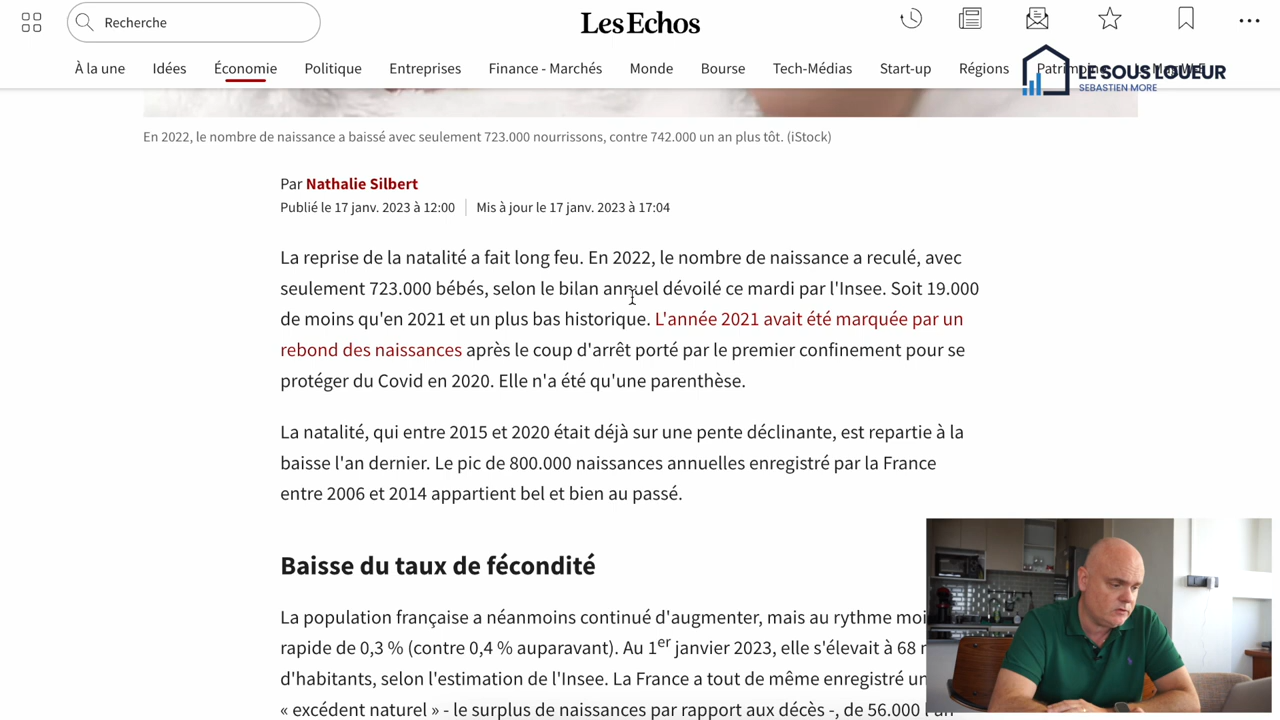 Recherche
Les Echos
À la une
Idées
Économie
Politique
Entreprises
Finance - Marchés
Monde
Bourse
Tech-Médias
Start-up
Régions
LE SOUS LOUEUR
SEBASTIEN MORE
En 2022, le nombre de naissance a baissé avec seulement 723.000 nourrissons, contre 742.000 un an plus tôt. (iStock)
Par Nathalie Silbert
Publié le 17 janv. 2023 à 12:00 | Mis à jour le 17 janv. 2023 à 17:04
La reprise de la natalité a fait long feu. En 2022, le nombre de naissance a reculé, avec
seulement 723.000 bébés, selon le bilan annuel dévoilé ce mardi par l'Insee. Soit 19.000
de moins qu'en 2021 et un plus bas historique. L'année 2021 avait été marquée par un
rebond des naissances après le coup d'arrêt porté par le premier confinement pour se
protéger du Covid en 2020. Elle n'a été qu'une parenthèse.
La natalité, qui entre 2015 et 2020 était déjà sur une pente déclinante, est repartie à la
baisse l'an dernier. Le pic de 800.000 naissances annuelles enregistré par la France
entre 2006 et 2014 appartient bel et bien au passé.
Baisse du taux de fécondité
La population française a néanmoins continué d'augmenter, mais au rythme
rapide de 0,3 % (contre 0,4 % auparavant). Au 1er janvier 2023, elle s'élevait à 68
d'habitants, selon l'estimation de l'Insee. La France a tout de même enregistré
« excédent naturel » - le surplus de naissances par rapport aux décès -, de 56.000